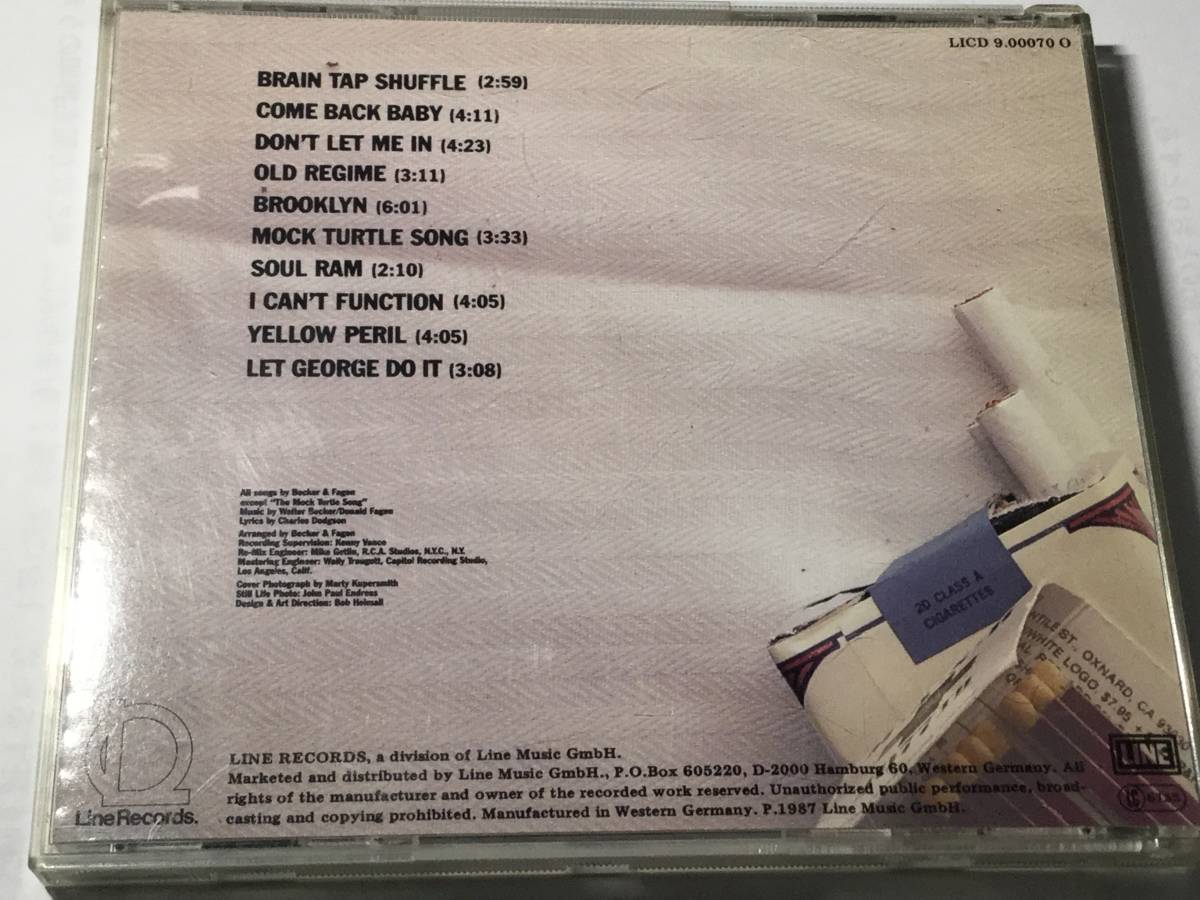 LICD 9.00070 O
BRAIN TAP SHUFFLE (2:59)
COME BACK BABY (4:11)
DON'T LET ME IN (4:23)
OLD REGIME (3:11)
BROOKLYN (6:01)
MOCK TURTLE SONG (3:33)
SOUL RAM (2:10)
I CAN'T FUNCTION (4:05)
YELLOW PERIL (4:05)
LET GEORGE DO IT (3:08)
All songs by Becker & Fagen
except "The Mock Turtle Song"
Music by Walter Becker/Donald Fagen
Lyrics by Charles Dodgson
Arranged by Becker & Fagen
Recording Supervision: Kenny Vance
Re-Mix Engineer: Mike Getlin, R.C.A. Studios, N.Y.C., N.Y.
Mastering Engineer: Wally Traugott, Capitol Recording Studio,
Los Angeles, Calif.
Cover Photograph by Marty Kupersmith
Still Life Photo: John Paul Endress
Design & Art Direction: Bob Heimall
20 CLASS A
CIGARETTES
ST., OXNARD, CA
WHITE LOGO, $7.95 +
LINE RECORDS, a division of Line Music GmbH.
Marketed and distributed by Line Music GmbH., P.O.Box 605220, D-2000 Hamburg 60, Western Germany. All
rights of the manufacturer and owner of the recorded work reserved. Unauthorized public performance, broad-
casting and copying prohibited. Manufactured in Western Germany. P.1987 Line Music GmbH.
Line Records.
LINE
LC